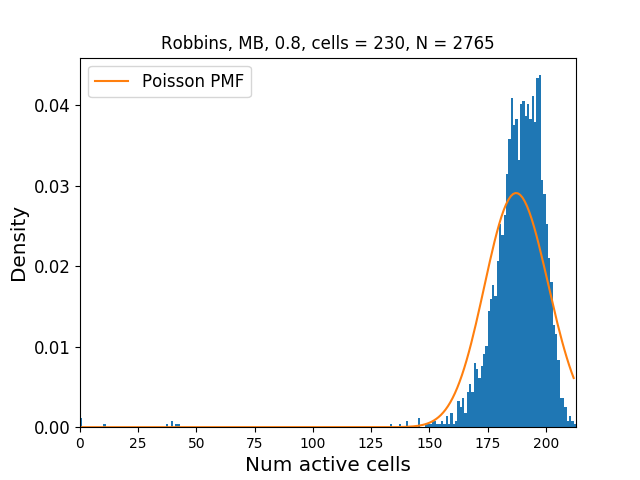 Robbins, MB, 0.8, cells = 230, N = 2765
Poisson PMF
Density
0.04
0.03
0.02
0.01
0.00
0 25 50 75 100 125 150 175 200
Num active cells